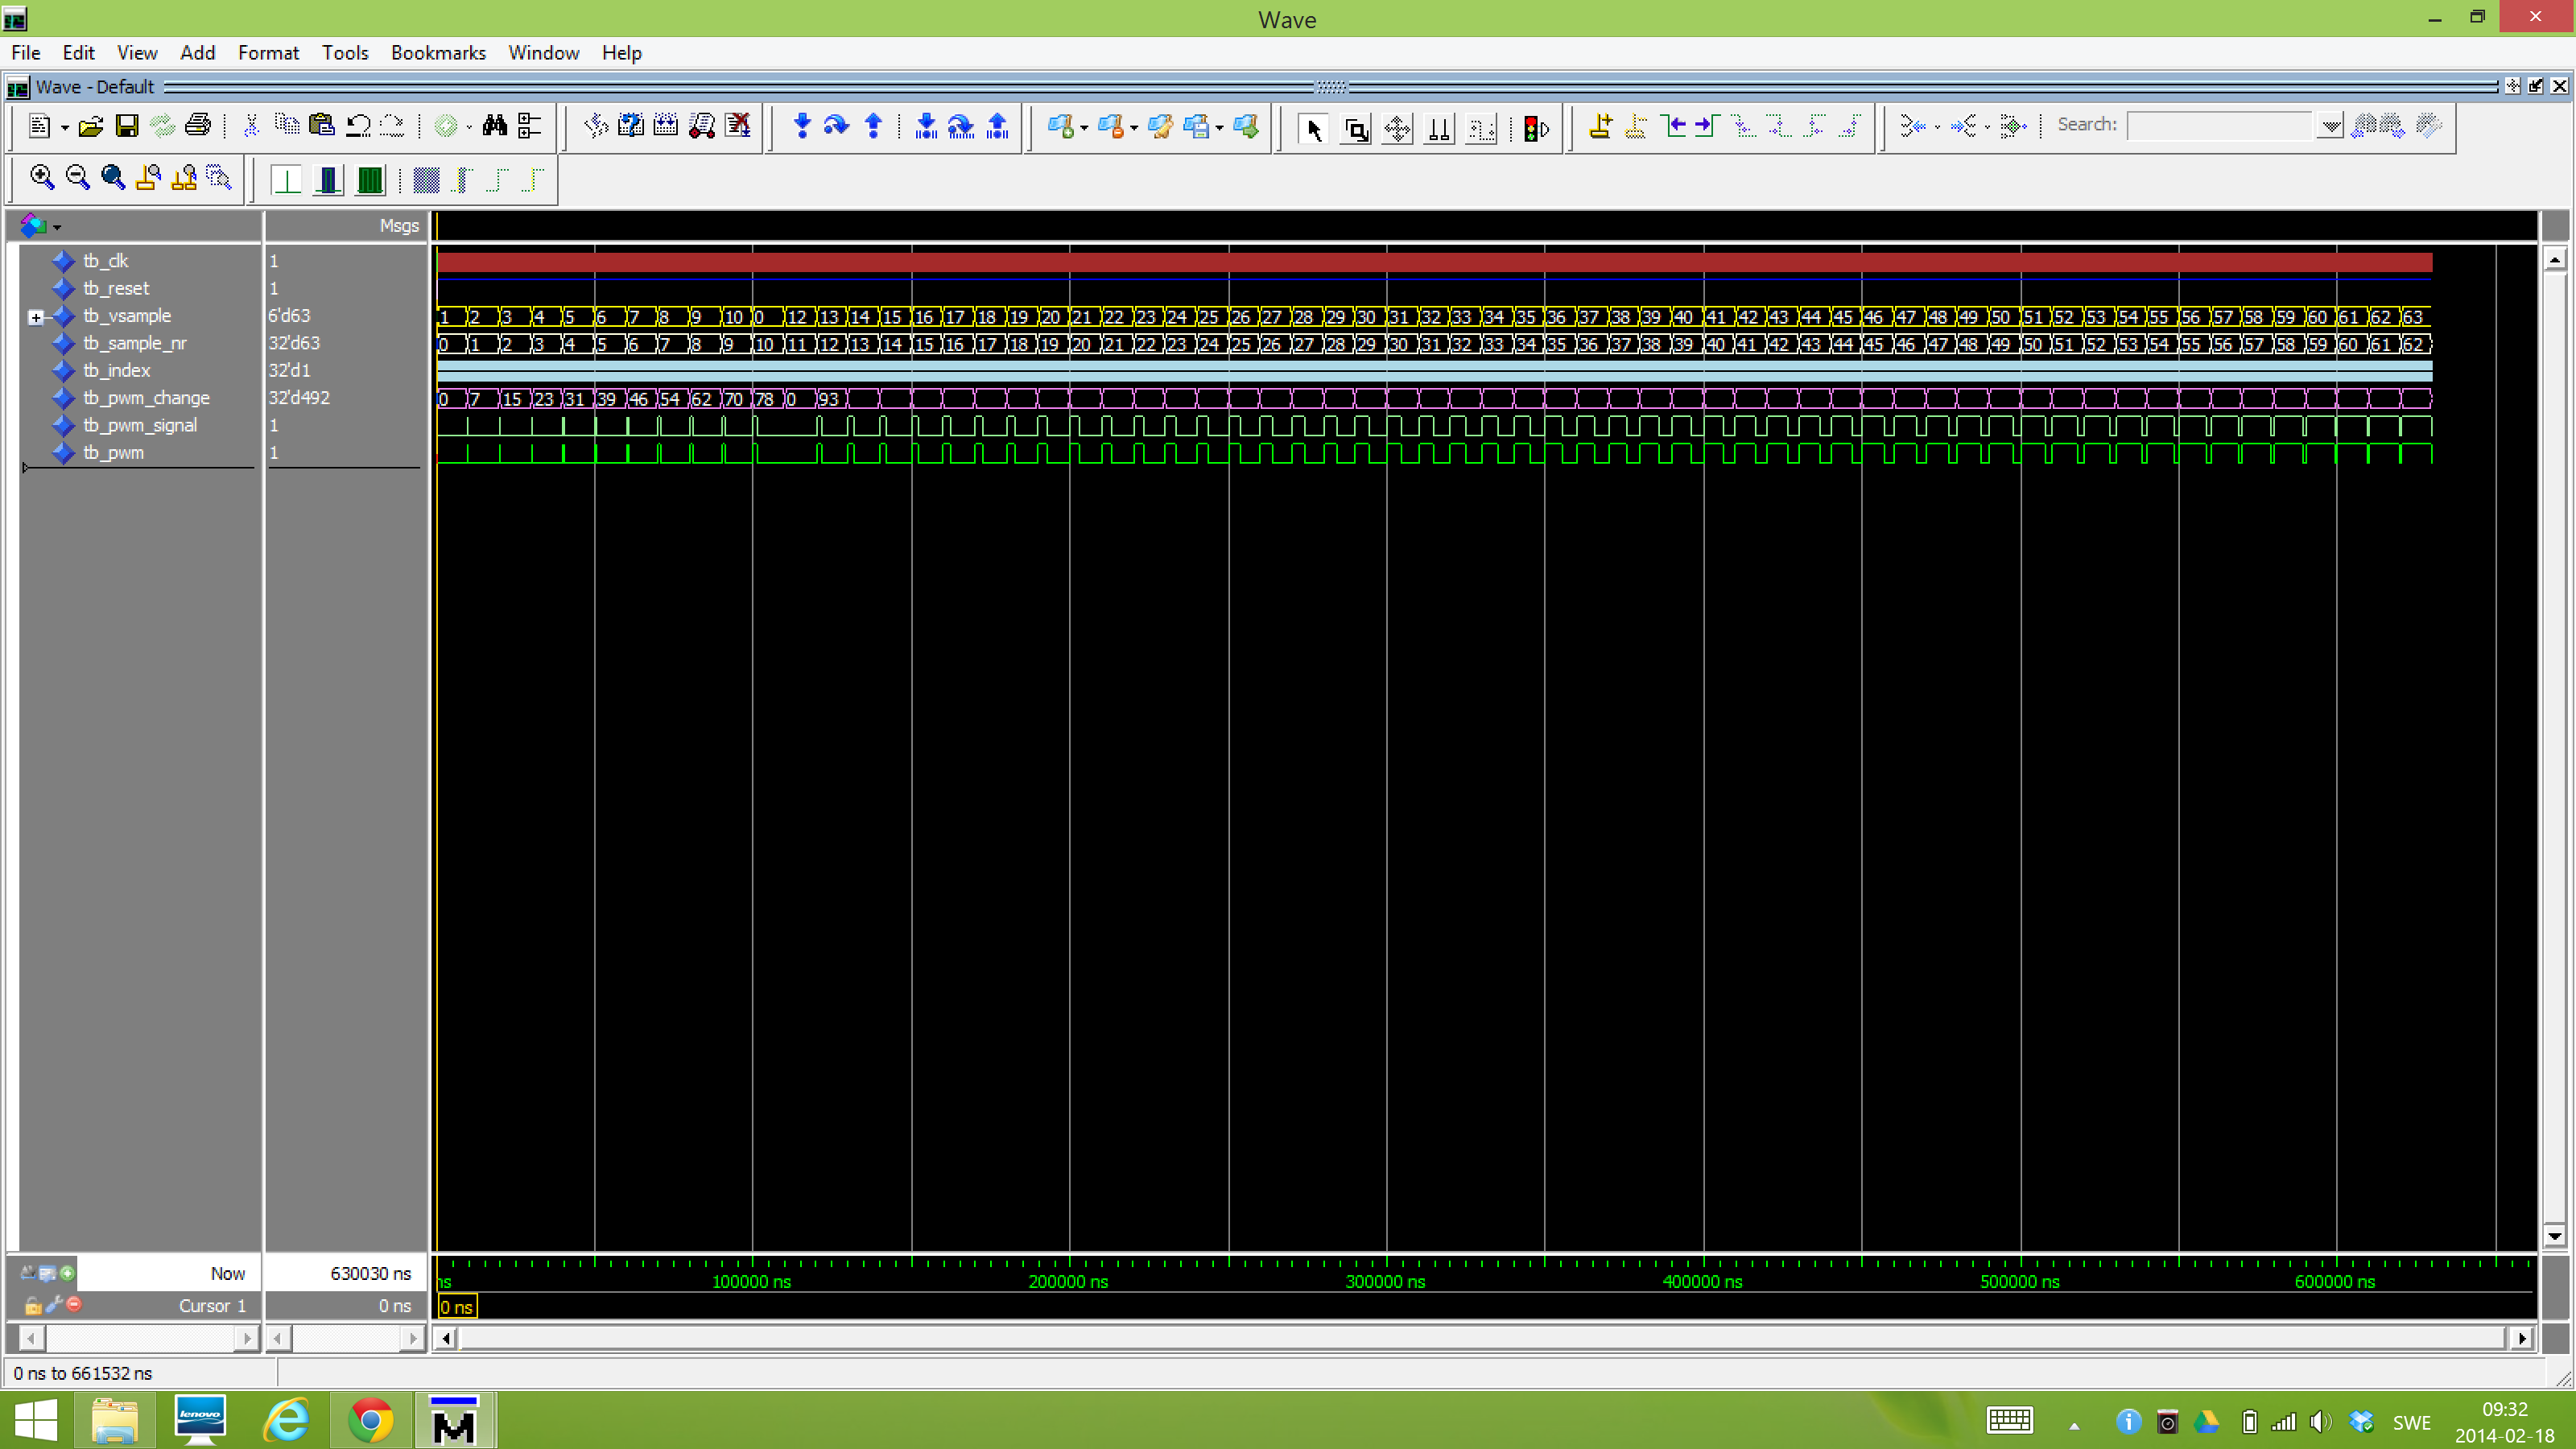 Wave
File Edit View Add Format Tools Bookmarks Window Help
Wave - Default
Search:
Msgs
tb_clk 1
tb_reset 1
tb_vsample 6'd63 1 2 3 4 5 6 7 8 9 10 0 12 13 14 15 16 17 18 19 20 21 22 23 24 25 26 27 28 29 30 31 32 33 34 35 36 37 38 39 40 41 42 43 44 45 46 47 48 49 50 51 52 53 54 55 56 57 58 59 60 61 62 63
tb_sample_nr 32'd63 0 1 2 3 4 5 6 7 8 9 10 11 12 13 14 15 16 17 18 19 20 21 22 23 24 25 26 27 28 29 30 31 32 33 34 35 36 37 38 39 40 41 42 43 44 45 46 47 48 49 50 51 52 53 54 55 56 57 58 59 60 61 62
tb_index 32'd1
tb_pwm_change 32'd492 0 7 15 23 31 39 46 54 62 70 78 0 93
tb_pwm_signal 1
tb_pwm 1
Now 630030 ns ns 100000 ns 200000 ns 300000 ns 400000 ns 500000 ns 600000 ns
Cursor 1 0 ns 0 ns
0 ns to 661532 ns
lenovo
M
SWE
09:32
2014-02-18